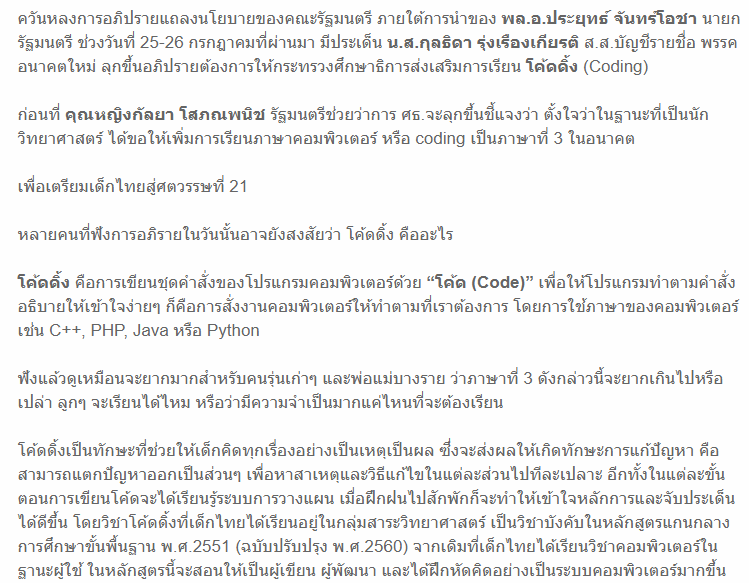 ควันหลงการอภิปรายแถลงนโยบายของคณะรัฐมนตรี ภายใต้การนำของ พล.อ.ประยุทธ์ จันทร์โอชา นายก
รัฐมนตรี ช่วงวันที่ 25-26 กรกฎาคมที่ผ่านมา มีประเด็น น.ส.กุลธิดา รุ่งเรืองเกียรติ ส.ส.บัญชีรายชื่อ พรรค
อนาคตใหม่ ลุกขึ้นอภิปรายต้องการให้กระทรวงศึกษาธิการส่งเสริมการเรียน โค้ดดิ้ง (Coding)
ก่อนที่ คุณหญิงกัลยา โสภณพนิช รัฐมนตรีช่วยว่าการ ศธ.จะลุกขึ้นชี้แจงว่า ตั้งใจว่าในฐานะที่เป็นนัก
วิทยาศาสตร์ ได้ขอให้เพิ่มการเรียนภาษาคอมพิวเตอร์ หรือ coding เป็นภาษาที่ 3 ในอนาคต
เพื่อเตรียมเด็กไทยสู่ศตวรรษที่ 21
หลายคนที่ฟังการอภิรายในวันนั้นอาจยังสงสัยว่า โค้ดดิ้ง คืออะไร
โค้ดดิ้ง คือการเขียนชุดคำสั่งของโปรแกรมคอมพิวเตอร์ด้วย “โค้ด (Code)” เพื่อให้โปรแกรมทำตามคำสั่ง
อธิบายให้เข้าใจง่ายๆ ก็คือการสั่งงานคอมพิวเตอร์ให้ทำตามที่เราต้องการ โดยการใช้ภาษาของคอมพิวเตอร์
เช่น C++, PHP, Java หรือ Python
ฟังแล้วดูเหมือนจะยากมากสำหรับคนรุ่นเก่าๆ และพ่อแม่บางราย ว่าภาษาที่ 3 ดังกล่าวนี้จะยากเกินไปหรือ
เปล่า ลูกๆ จะเรียนได้ไหม หรือว่ามีความจำเป็นมากแค่ไหนที่จะต้องเรียน
โค้ดดิ้งเป็นทักษะที่ช่วยให้เด็กคิดทุกเรื่องอย่างเป็นเหตุเป็นผล ซึ่งจะส่งผลให้เกิดทักษะการแก้ปัญหา คือ
สามารถแตกปัญหาออกเป็นส่วนๆ เพื่อหาสาเหตุและวิธีแก้ไขในแต่ละส่วนไปทีละเปลาะ อีกทั้งในแต่ละขั้น
ตอนการเขียนโค้ดจะได้เรียนรู้ระบบการวางแผน เมื่อฝึกฝนไปสักพักก็จะทำให้เข้าใจหลักการและจับประเด็น
ได้ดีขึ้น โดยวิชาโค้ดดิ้งที่เด็กไทยได้เรียนอยู่ในกลุ่มสาระวิทยาศาสตร์ เป็นวิชาบังคับในหลักสูตรแกนกลาง
การศึกษาขั้นพื้นฐาน พ.ศ.2551 (ฉบับปรับปรุง พ.ศ.2560) จากเดิมที่เด็กไทยได้เรียนวิชาคอมพิวเตอร์ใน
ฐานะผู้ใช้ ในหลักสูตรนี้จะสอนให้เป็นผู้เขียน ผู้พัฒนา และได้ฝึกหัดคิดอย่างเป็นระบบคอมพิวเตอร์มากขึ้น